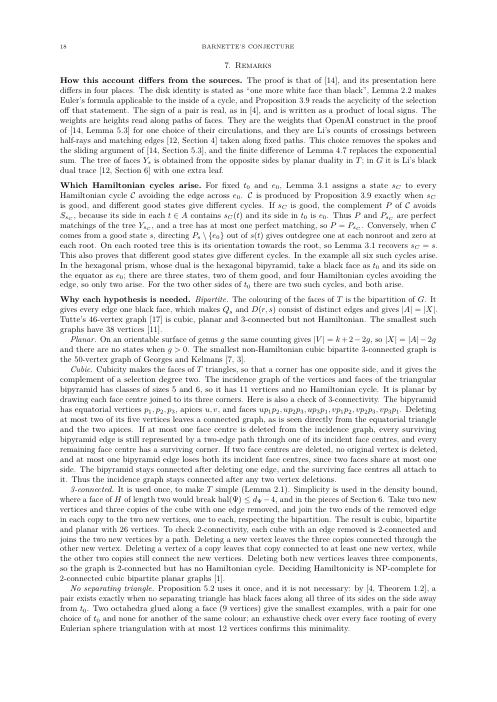 18 BARNETTE'S CONJECTURE
7. Remarks
How this account differs from the sources. The proof is that of [14], and its presentation here
differs in four places. The disk identity is stated as "one more white face than black", Lemma 2.2 makes
Euler's formula applicable to the inside of a cycle, and Proposition 3.9 reads the acyclicity of the selection
off that statement. The sign of a pair is real, as in [4], and is written as a product of local signs. The
weights are heights read along paths of faces. They are the weights that OpenAI construct in the proof
of [14, Lemma 5.3] for one choice of their circulations, and they are Li's counts of crossings between
half-rays and matching edges [12, Section 4] taken along fixed paths. This choice removes the spokes and
the sliding argument of [14, Section 5.3], and the finite difference of Lemma 4.7 replaces the exponential
sum. The tree of faces Yₛ is obtained from the opposite sides by planar duality in T; in G it is Li's black
dual trace [12, Section 6] with one extra leaf.
Which Hamiltonian cycles arise. For fixed t₀ and e₀, Lemma 3.1 assigns a state s_C to every
Hamiltonian cycle C avoiding the edge across e₀. C is produced by Proposition 3.9 exactly when s_C
is good, and different good states give different cycles. If s_C is good, the complement P of C avoids
S_{s_C}, because its side in each t ∈ A contains s_C(t) and its side in t₀ is e₀. Thus P and P_{s_C} are perfect
matchings of the tree Y_{s_C}, and a tree has at most one perfect matching, so P = P_{s_C}. Conversely, when C
comes from a good state s, directing Pₛ \ {e₀} out of s(t) gives outdegree one at each nonroot and zero at
each root. On each rooted tree this is its orientation towards the root, so Lemma 3.1 recovers s_C = s.
This also proves that different good states give different cycles. In the example all six such cycles arise.
In the hexagonal prism, whose dual is the hexagonal bipyramid, take a black face as t₀ and its side on
the equator as e₀; there are three states, two of them good, and four Hamiltonian cycles avoiding the
edge, so only two arise. For the two other sides of t₀ there are two such cycles, and both arise.
Why each hypothesis is needed. Bipartite. The colouring of the faces of T is the bipartition of G. It
gives every edge one black face, which makes Qₛ and D(r, s) consist of distinct edges and gives |A| = |X|.
Tutte's 46-vertex graph [17] is cubic, planar and 3-connected but not Hamiltonian. The smallest such
graphs have 38 vertices [11].
Planar. On an orientable surface of genus g the same counting gives |V| = k+2−2g, so |X| = |A|−2g
and there are no states when g > 0. The smallest non-Hamiltonian cubic bipartite 3-connected graph is
the 50-vertex graph of Georges and Kelmans [7, 3].
Cubic. Cubicity makes the faces of T triangles, so that a corner has one opposite side, and it gives the
complement of a selection degree two. The incidence graph of the vertices and faces of the triangular
bipyramid has classes of sizes 5 and 6, so it has 11 vertices and no Hamiltonian cycle. It is planar by
drawing each face centre joined to its three corners. Here is also a check of 3-connectivity. The bipyramid
has equatorial vertices p₁, p₂, p₃, apices u, v, and faces up₁p₂, up₂p₃, up₃p₁, vp₁p₂, vp₂p₃, vp₃p₁. Deleting
at most two of its five vertices leaves a connected graph, as is seen directly from the equatorial triangle
and the two apices. If at most one face centre is deleted from the incidence graph, every surviving
bipyramid edge is still represented by a two-edge path through one of its incident face centres, and every
remaining face centre has a surviving corner. If two face centres are deleted, no original vertex is deleted,
and at most one bipyramid edge loses both its incident face centres, since two faces share at most one
side. The bipyramid stays connected after deleting one edge, and the surviving face centres all attach to
it. Thus the incidence graph stays connected after any two vertex deletions.
3-connected. It is used once, to make T simple (Lemma 2.1). Simplicity is used in the density bound,
where a face of H of length two would break bal(Ψ) ≤ d_Ψ − 4, and in the pieces of Section 6. Take two new
vertices and three copies of the cube with one edge removed, and join the two ends of the removed edge
in each copy to the two new vertices, one to each, respecting the bipartition. The result is cubic, bipartite
and planar with 26 vertices. To check 2-connectivity, each cube with an edge removed is 2-connected and
joins the two new vertices by a path. Deleting a new vertex leaves the three copies connected through the
other new vertex. Deleting a vertex of a copy leaves that copy connected to at least one new vertex, while
the other two copies still connect the new vertices. Deleting both new vertices leaves three components,
so the graph is 2-connected but has no Hamiltonian cycle. Deciding Hamiltonicity is NP-complete for
2-connected cubic bipartite planar graphs [1].
No separating triangle. Proposition 5.2 uses it once, and it is not necessary: by [4, Theorem 1.2], a
pair exists exactly when no separating triangle has black faces along all three of its sides on the side away
from t₀. Two octahedra glued along a face (9 vertices) give the smallest examples, with a pair for one
choice of t₀ and none for another of the same colour; an exhaustive check over every face rooting of every
Eulerian sphere triangulation with at most 12 vertices confirms this minimality.